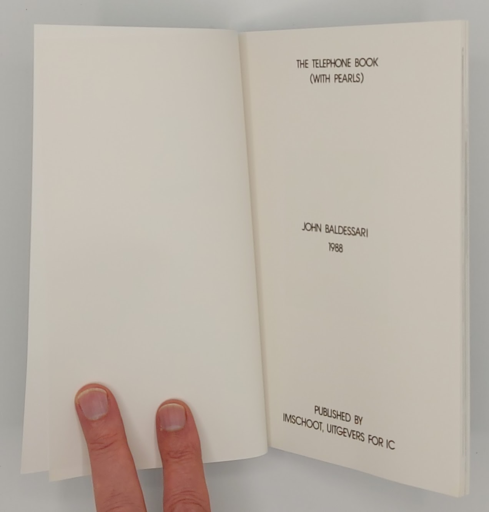 THE TELEPHONE BOOK
(WITH PEARLS)
JOHN BALDESSARI
1988
PUBLISHED BY
IMSCHOOT, UITGEVERS FOR IC